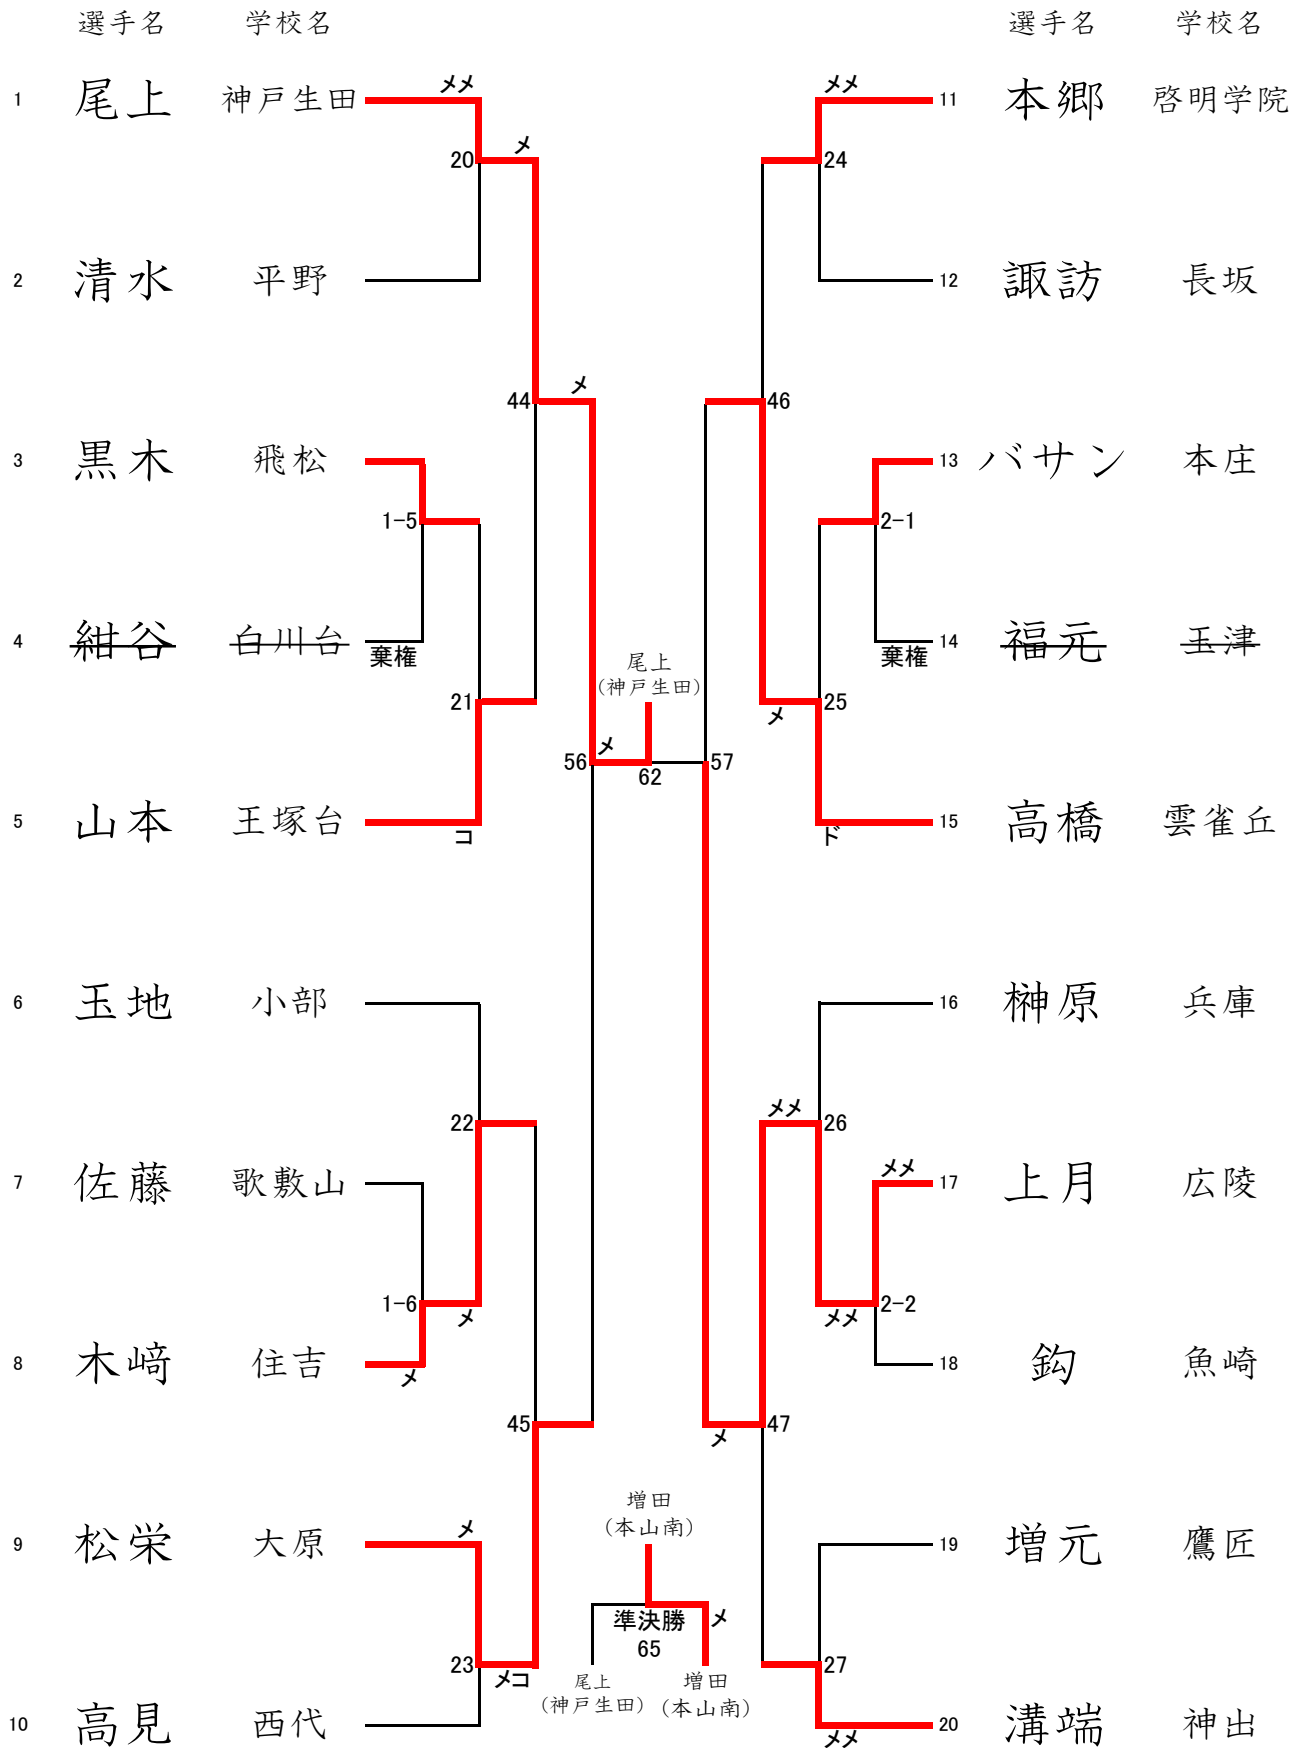 選手名 学校名 選手名 学校名
1 尾上 神戸生田 メメ メメ 11 本郷 啓明学院
メ
20 24
2 清水 平野 12 諏訪 長坂
メ
44 46
3 黒木 飛松 13 バサン 本庄
1-5 2-1
4 紺谷 白川台 棄権 棄権 14 福元 玉津
尾上
(神戸生田)
21 メ 25
メ
56 62 57
5 山本 王塚台 コ ド 15 高橋 雲雀丘
6 玉地 小部 16 榊原 兵庫
メメ
22 26
メメ
7 佐藤 歌敷山 17 上月 広陵
1-6 メ メメ 2-2
8 木﨑 住吉 メ 18 鈎 魚崎
45 メ 47
増田
(本山南)
9 松栄 大原 メ 19 増元 鷹匠
準決勝 メ
65
23 メコ 27
尾上 増田
(神戸生田) (本山南)
10 高見 西代 メメ 20 溝端 神出